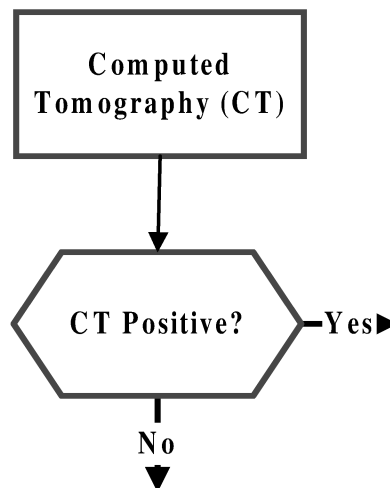 Computed
Tomography (CT)
CT Positive?
Yes
No